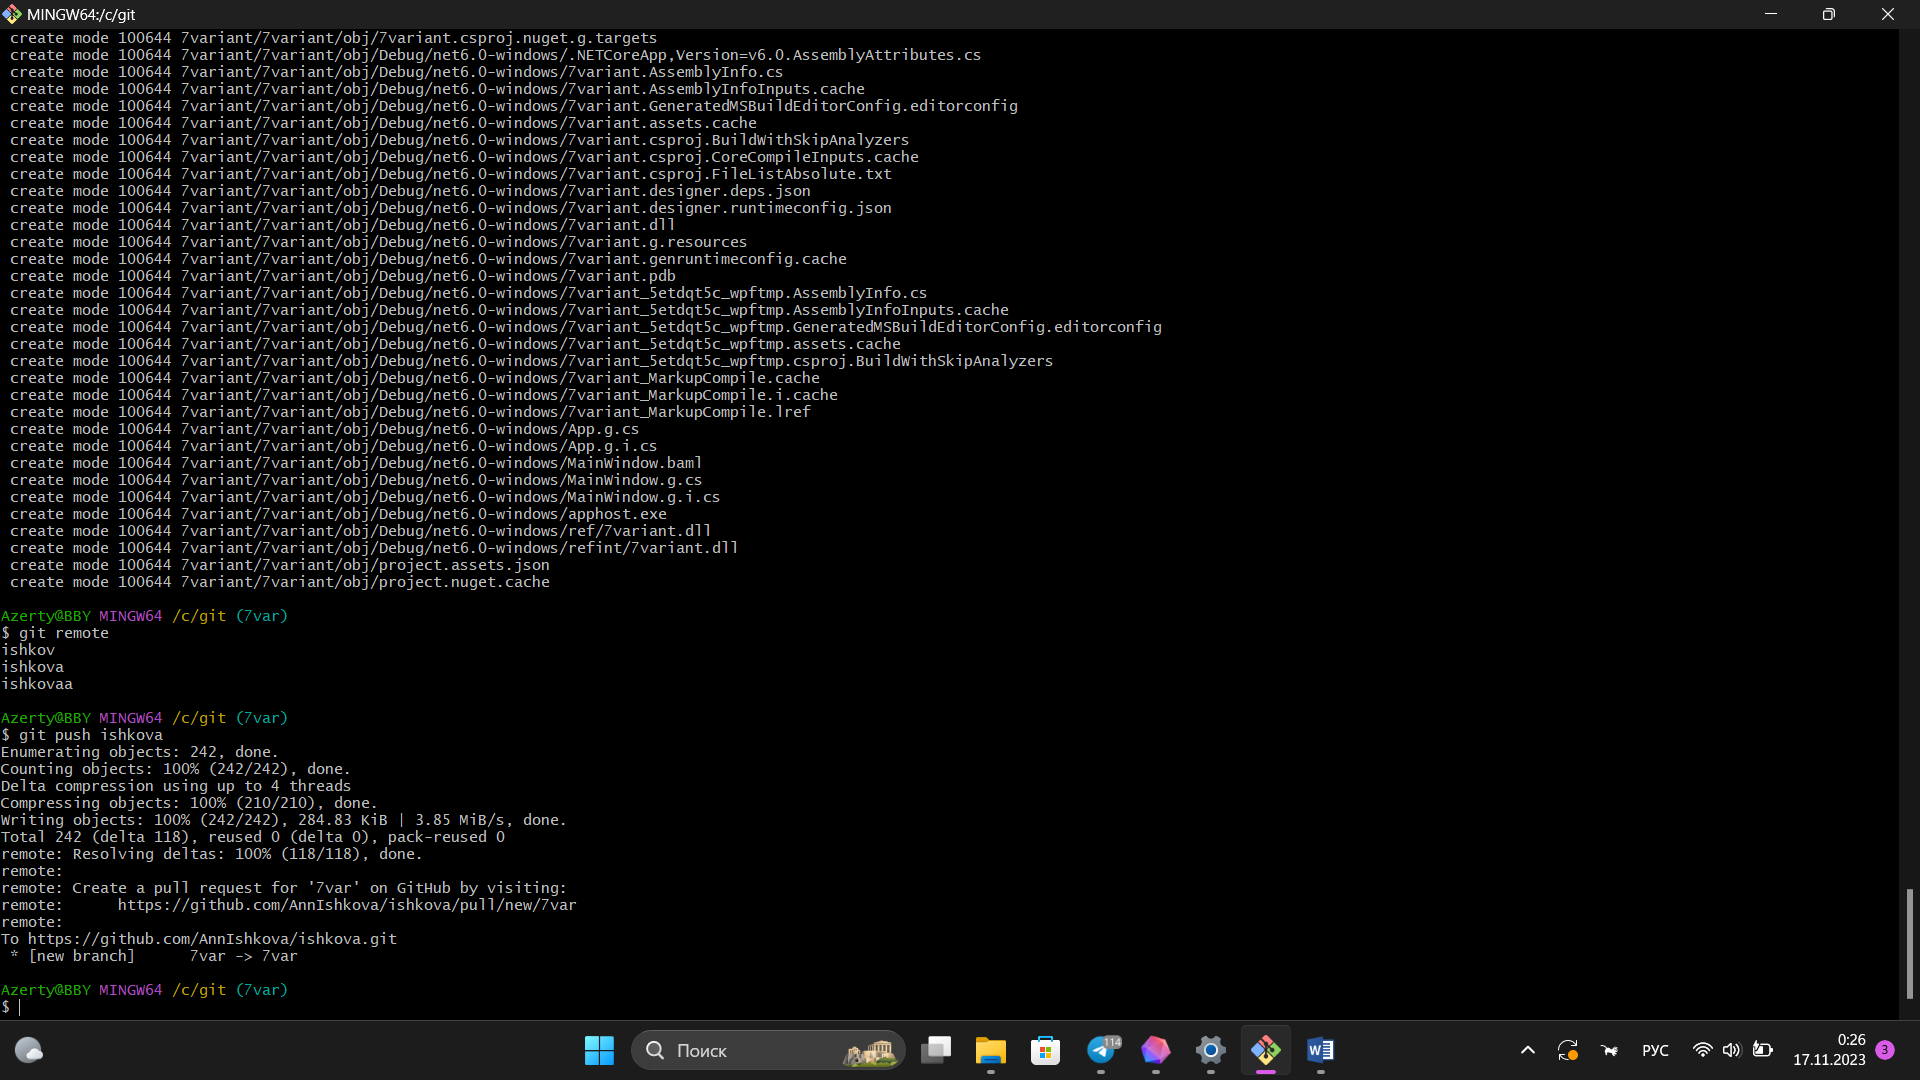 MINGW64:/c/git
create mode 100644 7variant/7variant/obj/7variant.csproj.nuget.g.targets
create mode 100644 7variant/7variant/obj/Debug/net6.0-windows/.NETCoreApp,Version=v6.0.AssemblyAttributes.cs
create mode 100644 7variant/7variant/obj/Debug/net6.0-windows/7variant.AssemblyInfo.cs
create mode 100644 7variant/7variant/obj/Debug/net6.0-windows/7variant.AssemblyInfoInputs.cache
create mode 100644 7variant/7variant/obj/Debug/net6.0-windows/7variant.GeneratedMSBuildEditorConfig.editorconfig
create mode 100644 7variant/7variant/obj/Debug/net6.0-windows/7variant.assets.cache
create mode 100644 7variant/7variant/obj/Debug/net6.0-windows/7variant.csproj.BuildWithSkipAnalyzers
create mode 100644 7variant/7variant/obj/Debug/net6.0-windows/7variant.csproj.CoreCompileInputs.cache
create mode 100644 7variant/7variant/obj/Debug/net6.0-windows/7variant.csproj.FileListAbsolute.txt
create mode 100644 7variant/7variant/obj/Debug/net6.0-windows/7variant.designer.deps.json
create mode 100644 7variant/7variant/obj/Debug/net6.0-windows/7variant.designer.runtimeconfig.json
create mode 100644 7variant/7variant/obj/Debug/net6.0-windows/7variant.dll
create mode 100644 7variant/7variant/obj/Debug/net6.0-windows/7variant.g.resources
create mode 100644 7variant/7variant/obj/Debug/net6.0-windows/7variant.genruntimeconfig.cache
create mode 100644 7variant/7variant/obj/Debug/net6.0-windows/7variant.pdb
create mode 100644 7variant/7variant/obj/Debug/net6.0-windows/7variant_5etdqt5c_wpftmp.AssemblyInfo.cs
create mode 100644 7variant/7variant/obj/Debug/net6.0-windows/7variant_5etdqt5c_wpftmp.AssemblyInfoInputs.cache
create mode 100644 7variant/7variant/obj/Debug/net6.0-windows/7variant_5etdqt5c_wpftmp.GeneratedMSBuildEditorConfig.editorconfig
create mode 100644 7variant/7variant/obj/Debug/net6.0-windows/7variant_5etdqt5c_wpftmp.assets.cache
create mode 100644 7variant/7variant/obj/Debug/net6.0-windows/7variant_5etdqt5c_wpftmp.csproj.BuildWithSkipAnalyzers
create mode 100644 7variant/7variant/obj/Debug/net6.0-windows/7variant_MarkupCompile.cache
create mode 100644 7variant/7variant/obj/Debug/net6.0-windows/7variant_MarkupCompile.i.cache
create mode 100644 7variant/7variant/obj/Debug/net6.0-windows/7variant_MarkupCompile.lref
create mode 100644 7variant/7variant/obj/Debug/net6.0-windows/App.g.cs
create mode 100644 7variant/7variant/obj/Debug/net6.0-windows/App.g.i.cs
create mode 100644 7variant/7variant/obj/Debug/net6.0-windows/MainWindow.baml
create mode 100644 7variant/7variant/obj/Debug/net6.0-windows/MainWindow.g.cs
create mode 100644 7variant/7variant/obj/Debug/net6.0-windows/MainWindow.g.i.cs
create mode 100644 7variant/7variant/obj/Debug/net6.0-windows/apphost.exe
create mode 100644 7variant/7variant/obj/Debug/net6.0-windows/ref/7variant.dll
create mode 100644 7variant/7variant/obj/Debug/net6.0-windows/refint/7variant.dll
create mode 100644 7variant/7variant/obj/project.assets.json
create mode 100644 7variant/7variant/obj/project.nuget.cache
Azerty@BBY MINGW64 /c/git (7var)
$ git remote
ishkov
ishkova
ishkovaa
Azerty@BBY MINGW64 /c/git (7var)
$ git push ishkova
Enumerating objects: 242, done.
Counting objects: 100% (242/242), done.
Delta compression using up to 4 threads
Compressing objects: 100% (210/210), done.
Writing objects: 100% (242/242), 284.83 KiB | 3.85 MiB/s, done.
Total 242 (delta 118), reused 0 (delta 0), pack-reused 0
remote: Resolving deltas: 100% (118/118), done.
remote:
remote: Create a pull request for '7var' on GitHub by visiting:
remote:      https://github.com/AnnIshkova/ishkova/pull/new/7var
remote:
To https://github.com/AnnIshkova/ishkova.git
 * [new branch]      7var -> 7var
Azerty@BBY MINGW64 /c/git (7var)
$
Поиск
114
W
РУС
0:26
17.11.2023
3